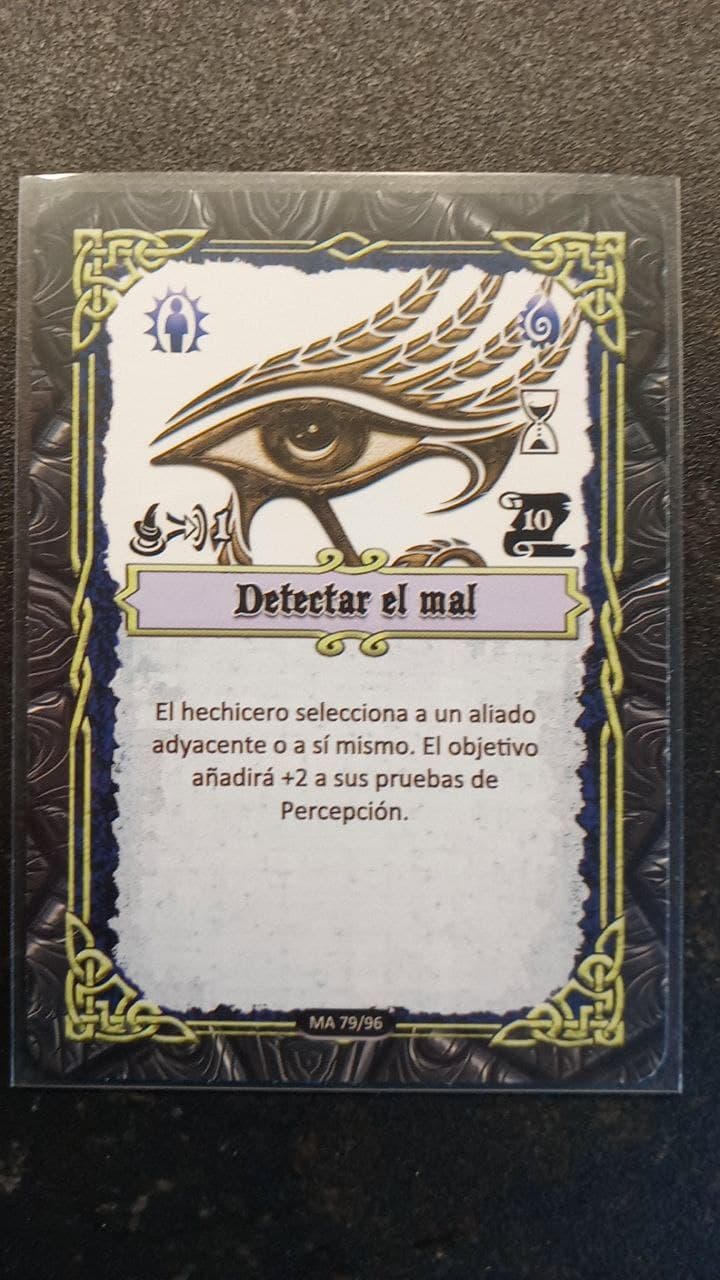 1
10
Detectar el mal
El hechicero selecciona a un aliado
adyacente o a sí mismo. El objetivo
añadirá +2 a sus pruebas de
Percepción.
MA 79/96